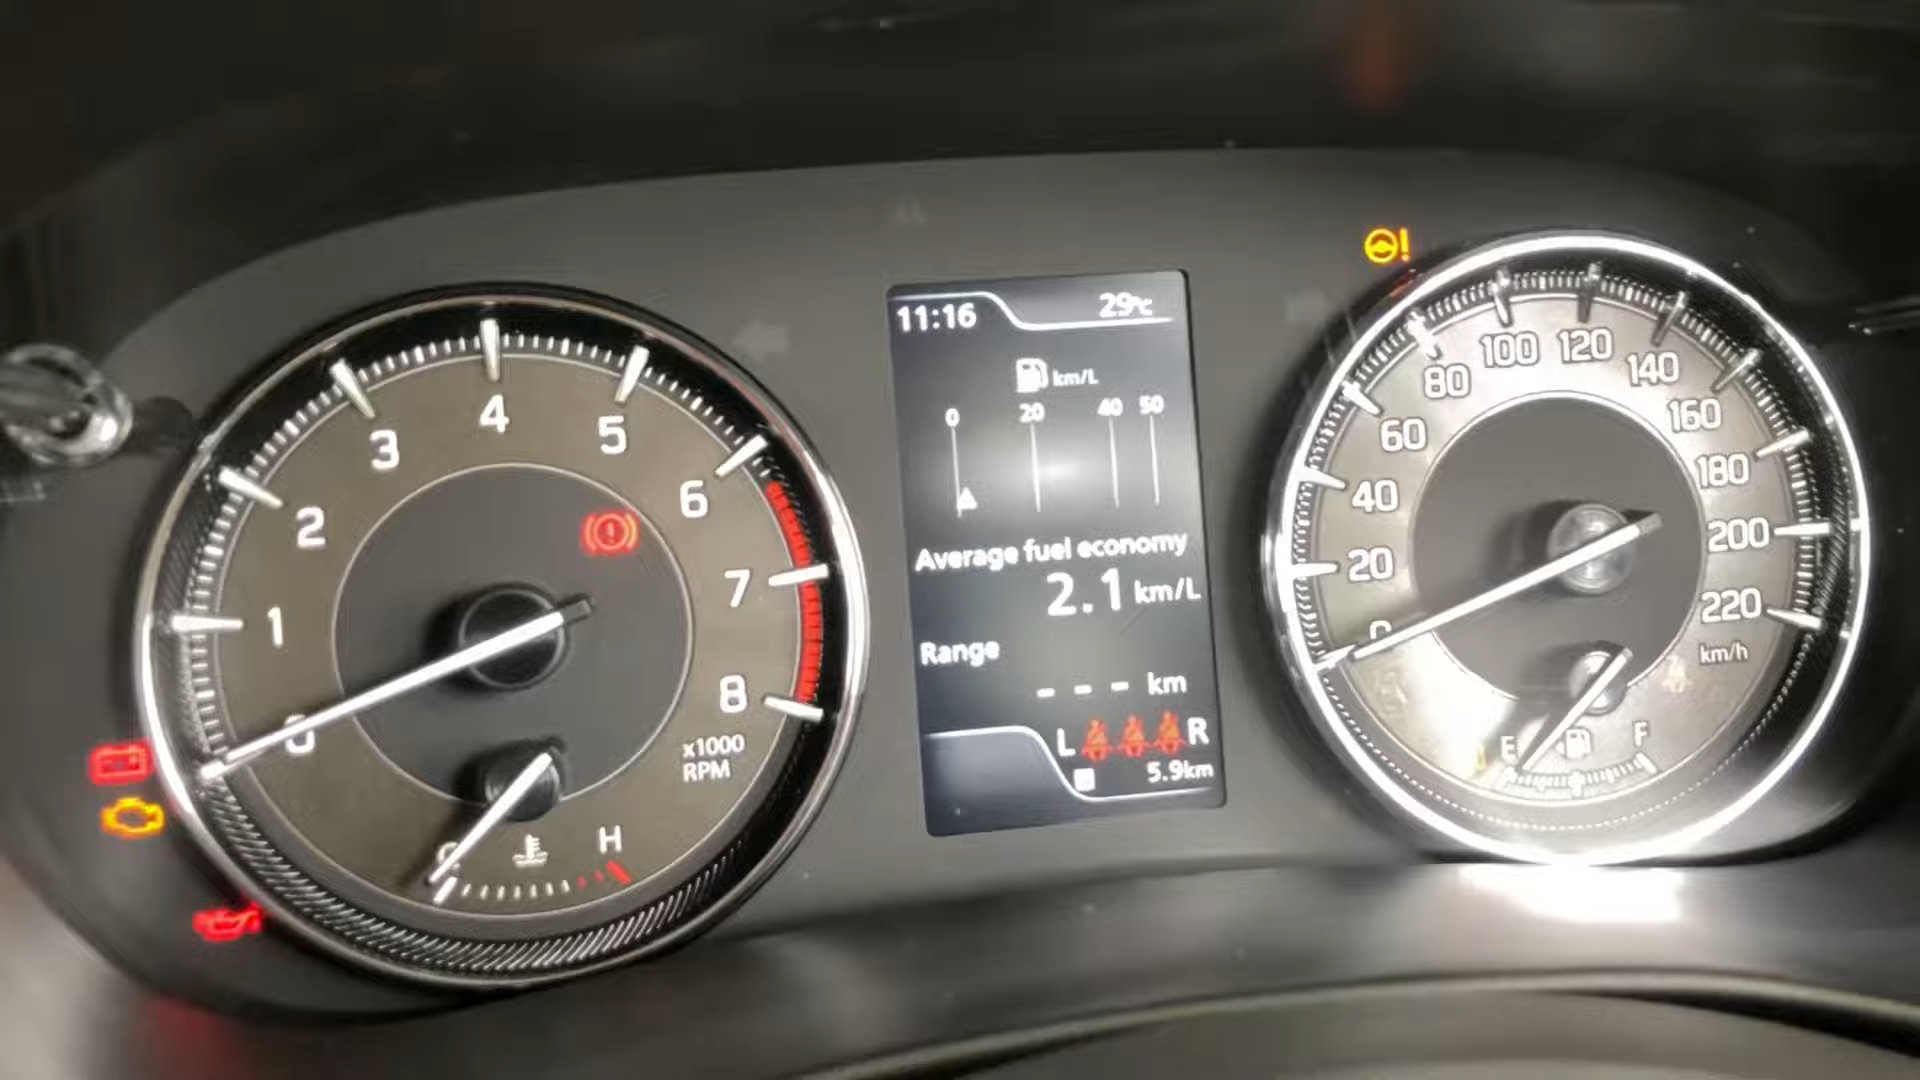 0
1
2
3
4
5
6
7
8
x1000
RPM
H
11:16
29°C
km/L
0 20 40 50
Average fuel economy
2.1 km/L
Range
--- km
L R
5.9km
0
20
40
60
80
100
120
140
160
180
200
220
km/h
E F